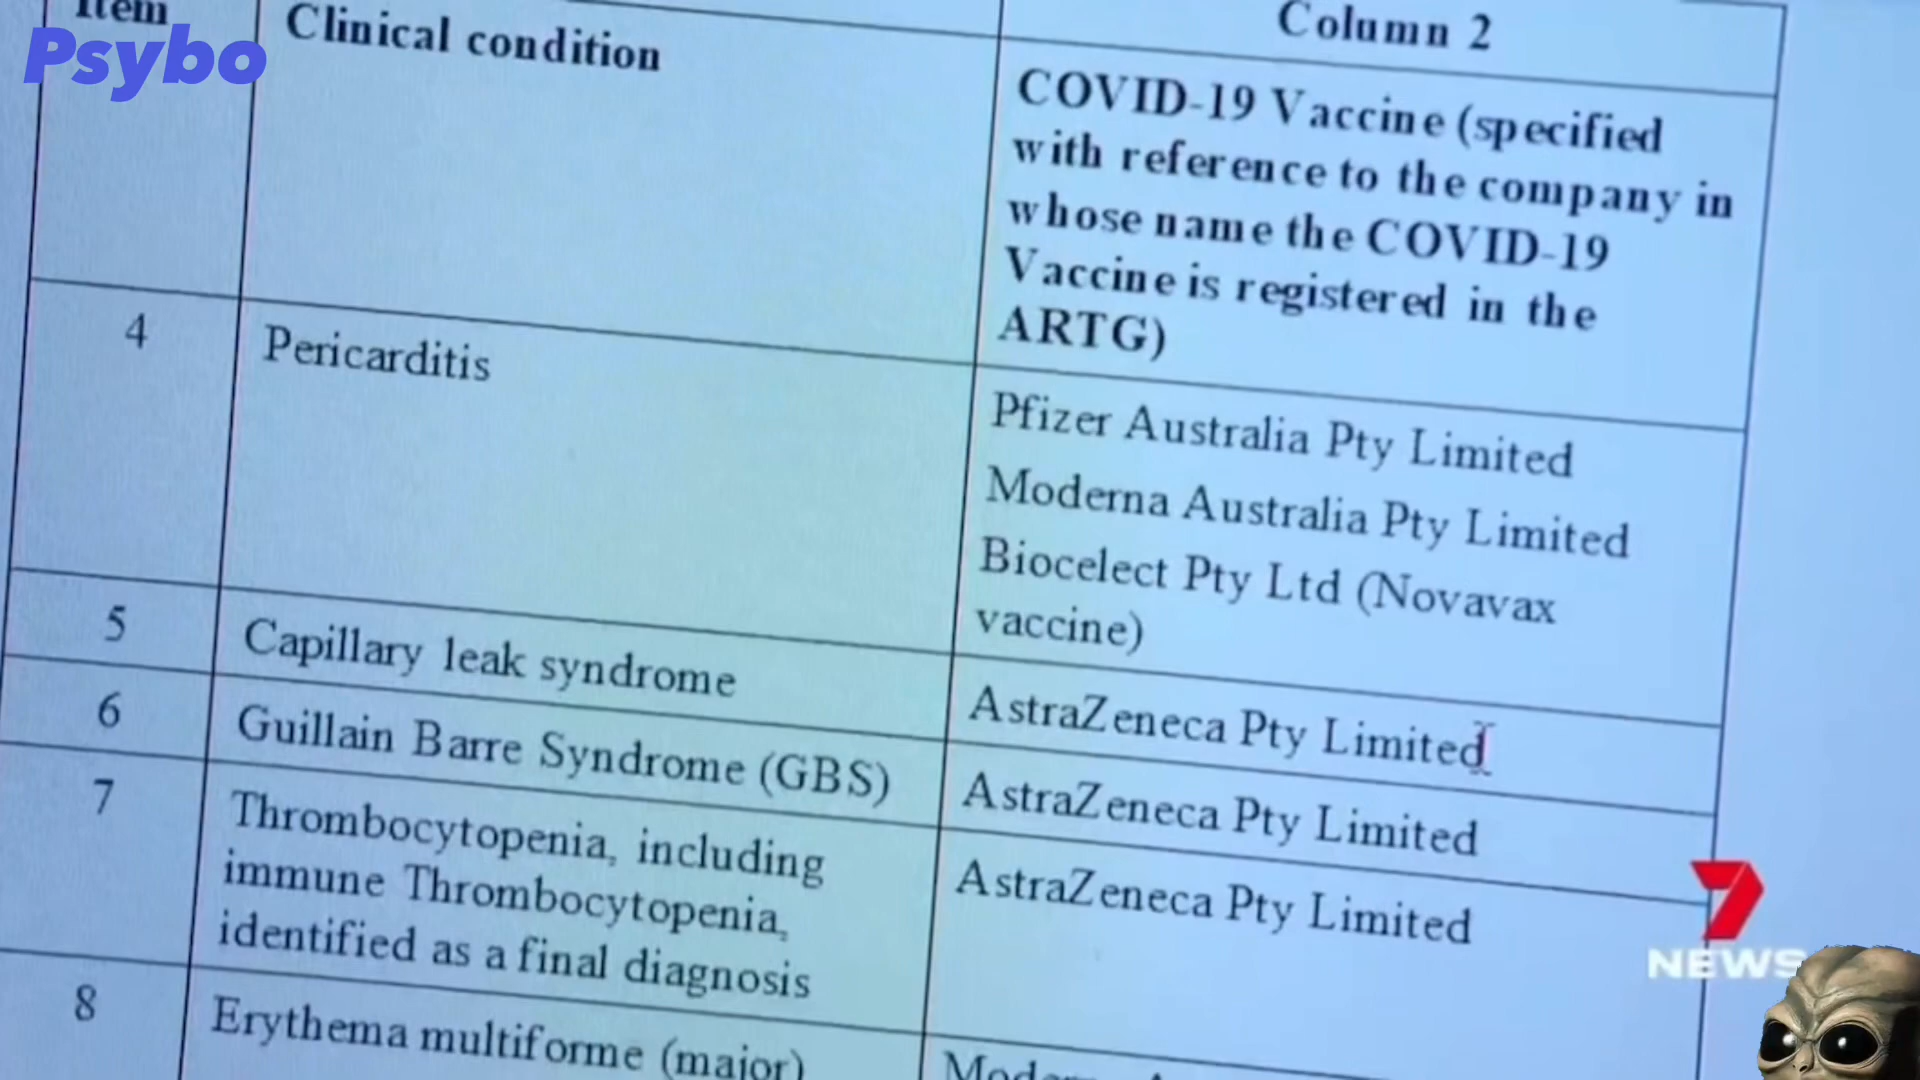 Item
Psybo
Clinical condition
Column 2
COVID-19 Vaccine (specified
with reference to the company in
whose name the COVID-19
Vaccine is registered in the
ARTG)
4
Pericarditis
Pfizer Australia Pty Limited
Moderna Australia Pty Limited
Biocelect Pty Ltd (Novavax
vaccine)
5
Capillary leak syndrome
AstraZeneca Pty Limited
6
Guillain Barre Syndrome (GBS)
AstraZeneca Pty Limited
7
Thrombocytopenia, including
immune Thrombocytopenia,
identified as a final diagnosis
AstraZeneca Pty Limited
8
Erythema multiforme (major)
7
NEWS